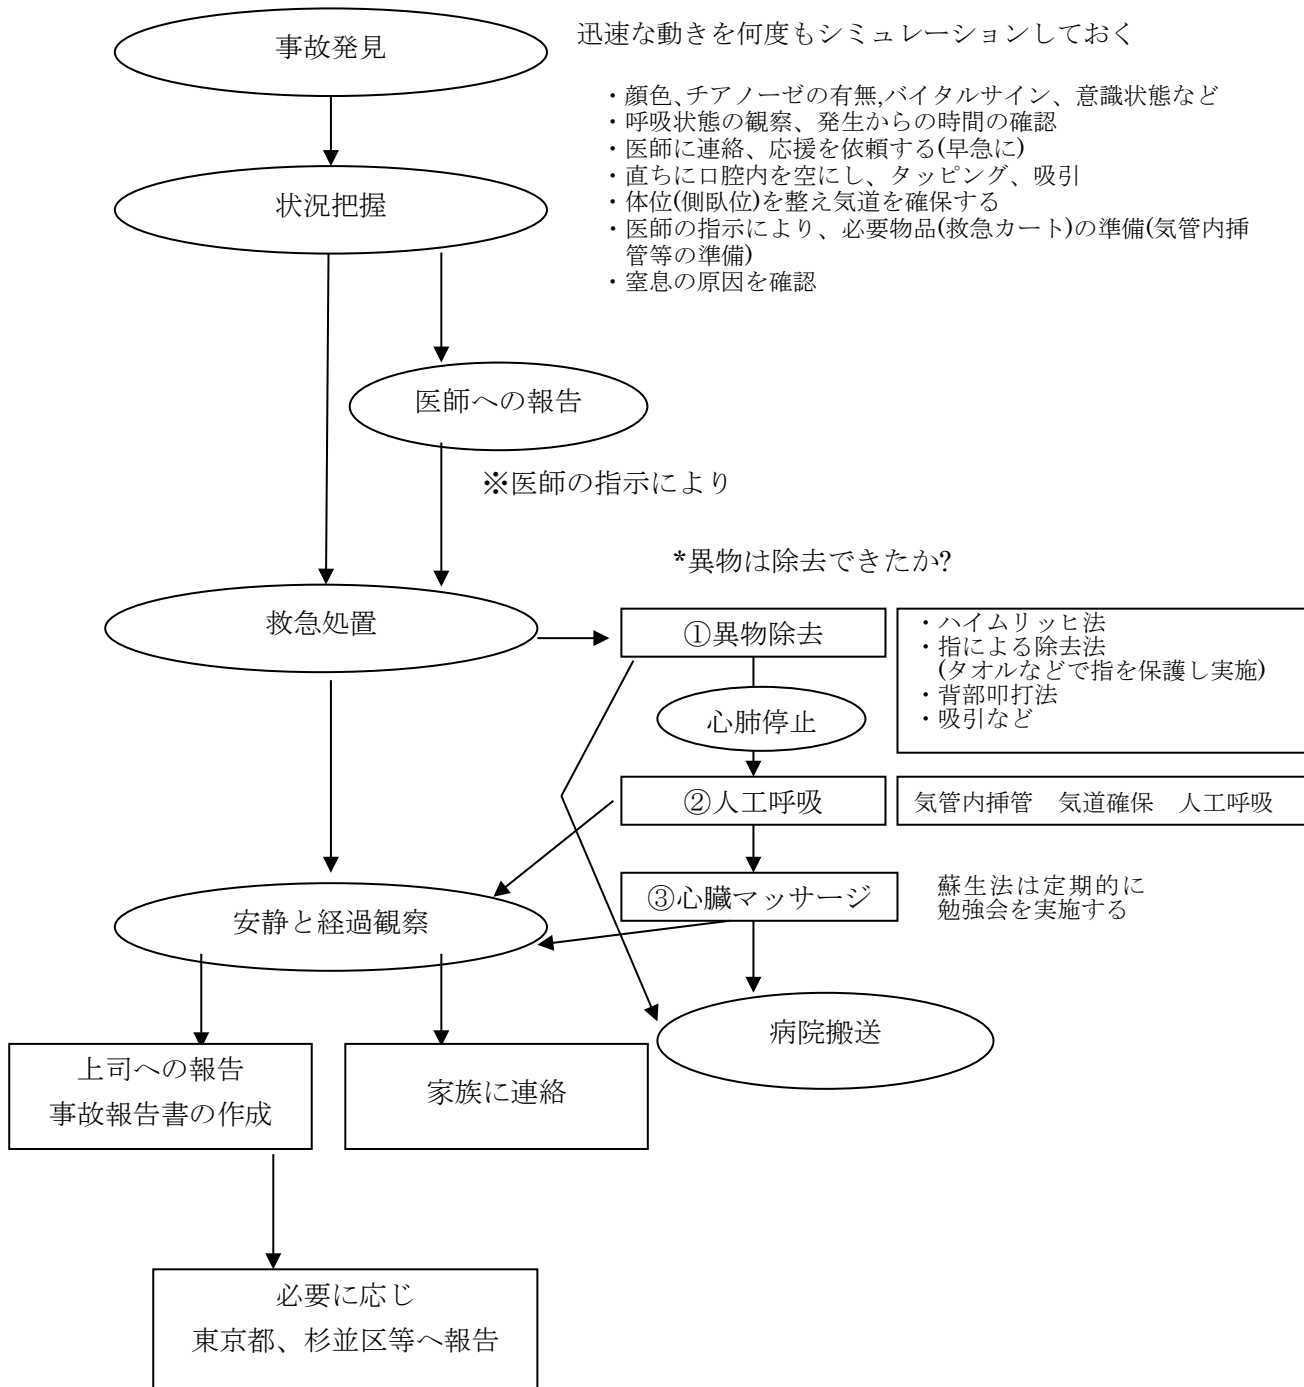 事故発見
迅速な動きを何度もシミュレーションしておく
・顔色、チアノーゼの有無,バイタルサイン、意識状態など
・呼吸状態の観察、発生からの時間の確認
・医師に連絡、応援を依頼する(早急に)
・直ちに口腔内を空にし、タッピング、吸引
・体位(側臥位)を整え気道を確保する
・医師の指示により、必要物品(救急カート)の準備(気管内挿
管等の準備)
・窒息の原因を確認
状況把握
医師への報告
※医師の指示により
*異物は除去できたか?
救急処置
①異物除去
・ハイムリッヒ法
・指による除去法
(タオルなどで指を保護し実施)
・背部叩打法
・吸引など
心肺停止
②人工呼吸
気管内挿管 気道確保 人工呼吸
③心臓マッサージ
蘇生法は定期的に
勉強会を実施する
安静と経過観察
病院搬送
上司への報告
事故報告書の作成
家族に連絡
必要に応じ
東京都、杉並区等へ報告